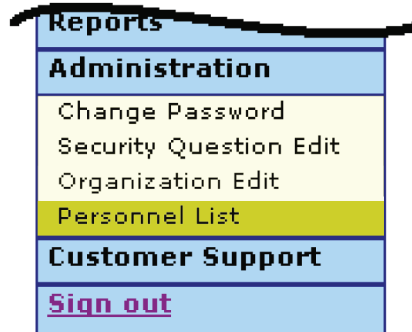 Reports
Administration
Change Password
Security Question Edit
Organization Edit
Personnel List
Customer Support
Sign out